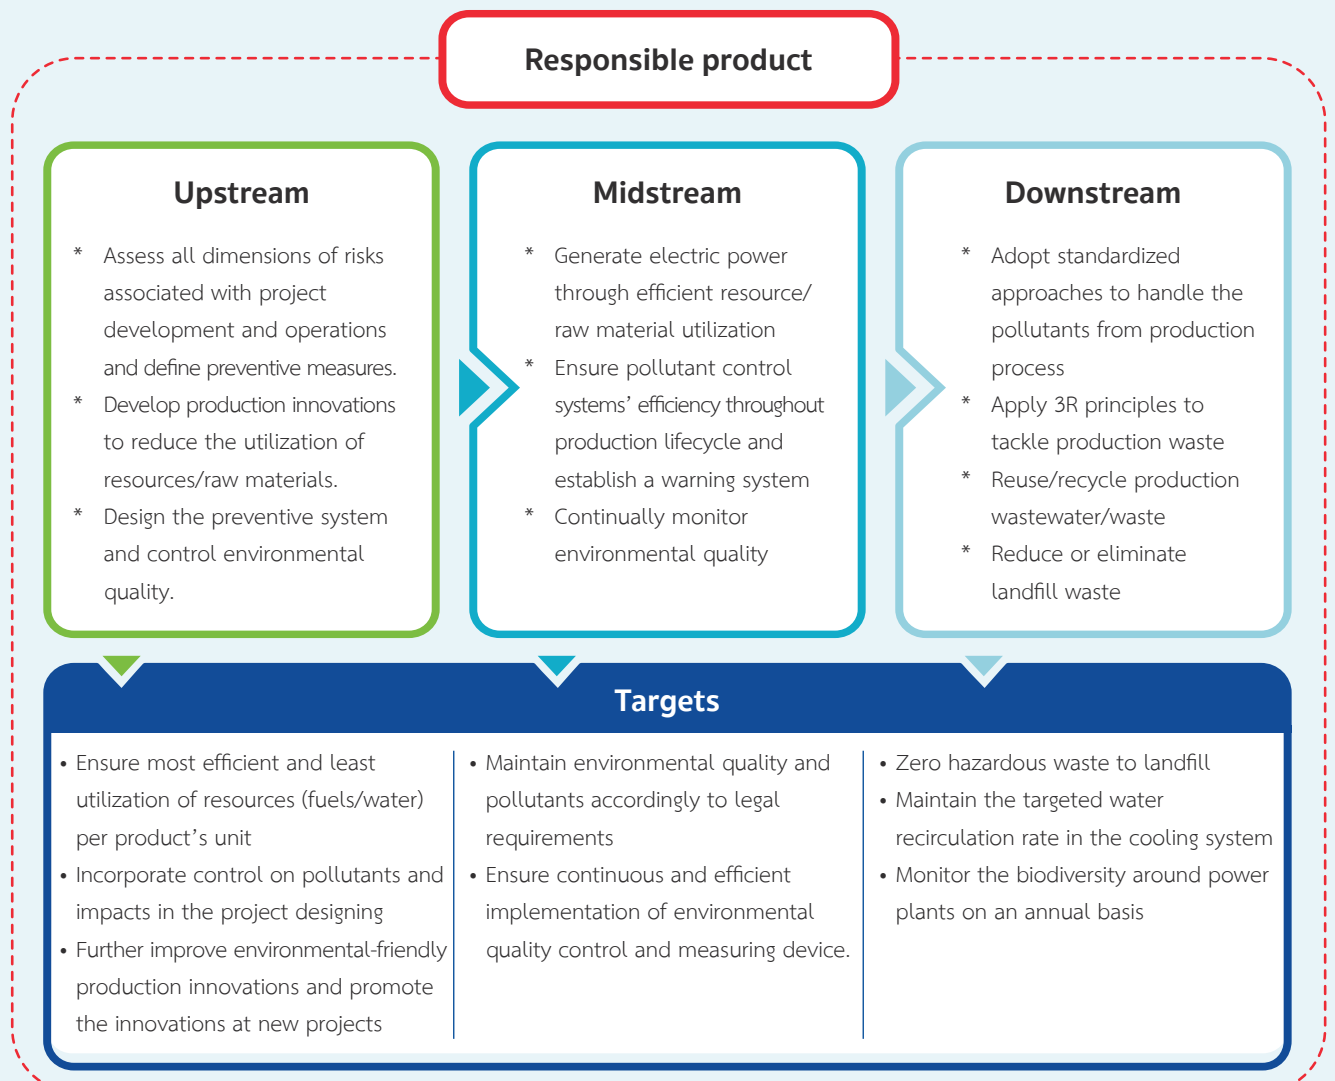 Responsible product
Upstream
* Assess all dimensions of risks
associated with project
development and operations
and define preventive measures.
* Develop production innovations
to reduce the utilization of
resources/raw materials.
* Design the preventive system
and control environmental
quality.
Midstream
* Generate electric power
through efficient resource/
raw material utilization
* Ensure pollutant control
systems’ efficiency throughout
production lifecycle and
establish a warning system
* Continually monitor
environmental quality
Downstream
* Adopt standardized
approaches to handle the
pollutants from production
process
* Apply 3R principles to
tackle production waste
* Reuse/recycle production
wastewater/waste
* Reduce or eliminate
landfill waste
Targets
• Ensure most efficient and least
utilization of resources (fuels/water)
per product’s unit
• Incorporate control on pollutants and
impacts in the project designing
• Further improve environmental-friendly
production innovations and promote
the innovations at new projects
• Maintain environmental quality and
pollutants accordingly to legal
requirements
• Ensure continuous and efficient
implementation of environmental
quality control and measuring device.
• Zero hazardous waste to landfill
• Maintain the targeted water
recirculation rate in the cooling system
• Monitor the biodiversity around power
plants on an annual basis